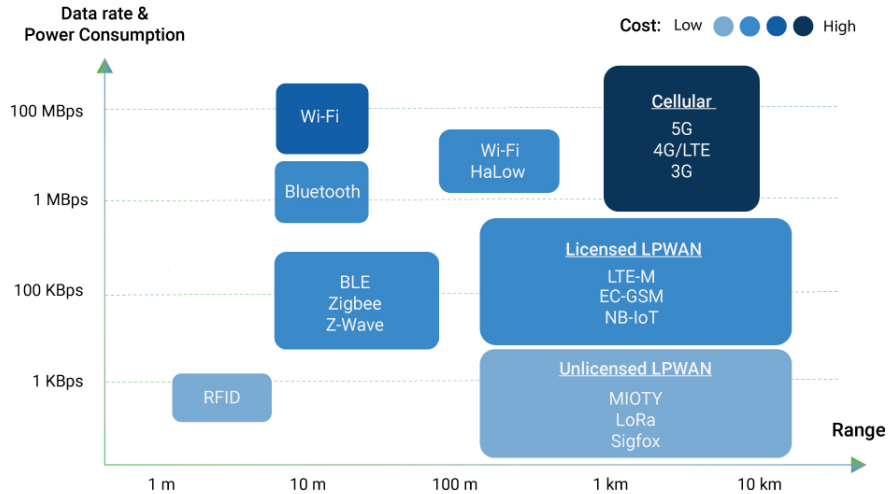 Data rate &
Power Consumption
Cost: Low High
100 MBps
1 MBps
100 KBps
1 KBps
Wi-Fi
Bluetooth
Wi-Fi
HaLow
Cellular
5G
4G/LTE
3G
BLE
Zigbee
Z-Wave
Licensed LPWAN
LTE-M
EC-GSM
NB-IoT
RFID
Unlicensed LPWAN
MIOTY
LoRa
Sigfox
Range
1 m
10 m
100 m
1 km
10 km